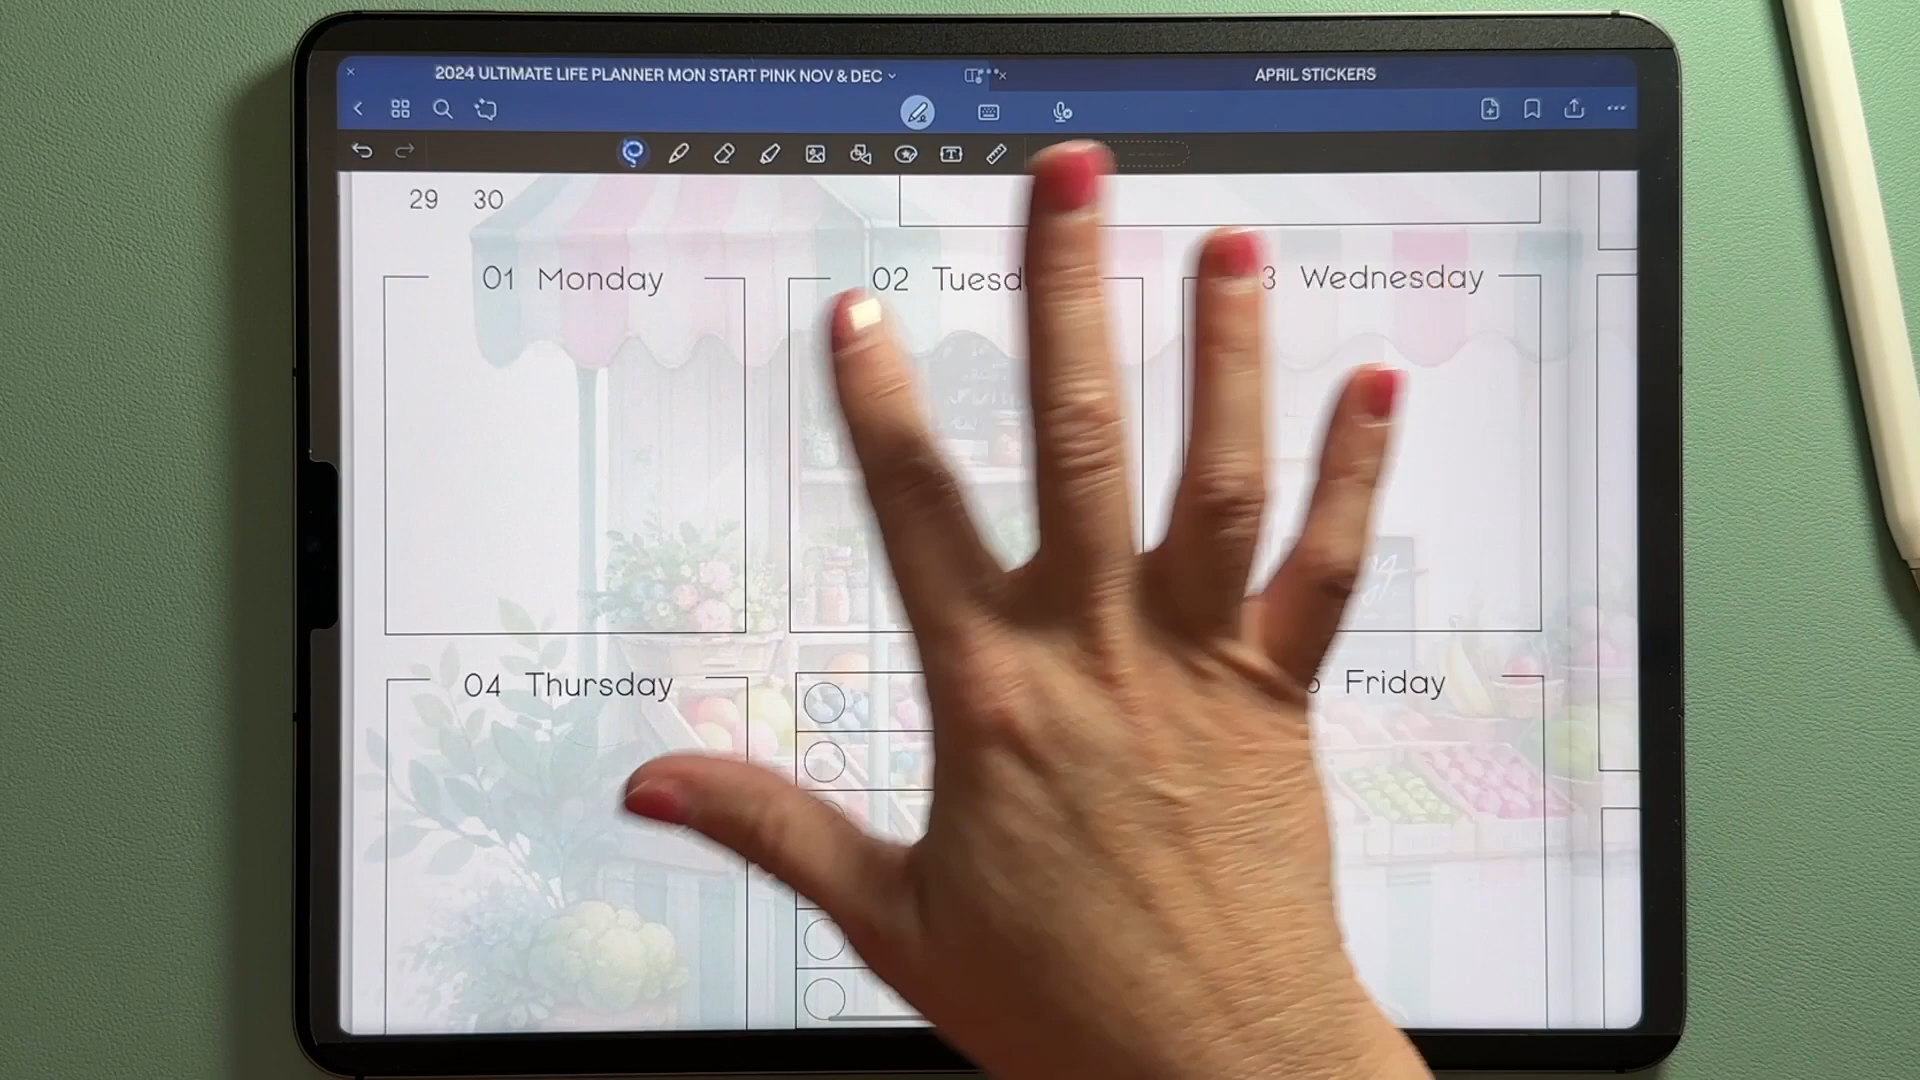 2024 ULTIMATE LIFE PLANNER MON START PINK NOV & DEC
APRIL STICKERS
29 30
01 Monday
02 Tuesd
3 Wednesday
04 Thursday
Friday